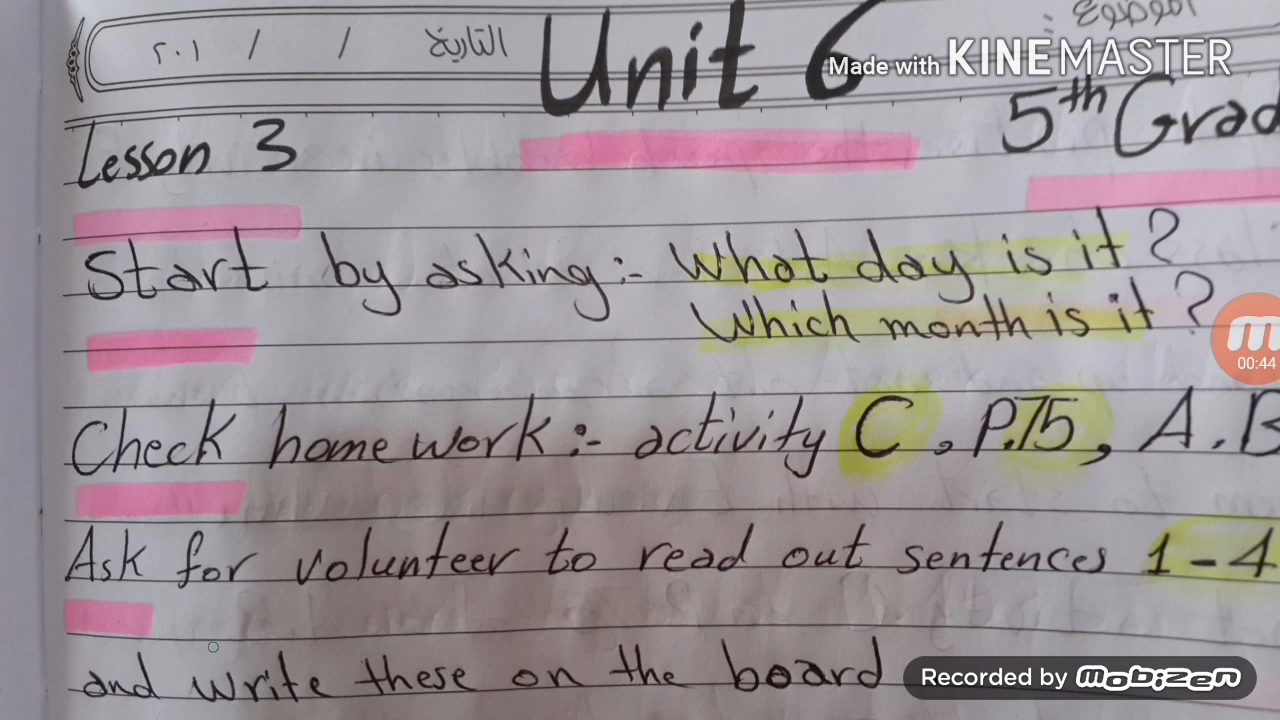 الموضوع :
التاريخ / / ٢٠١
Unit 6
Made with KINEMASTER
5th Grad
Lesson 3
Start by asking:- What day is it?
Which month is it?
00:44
Check homework:- activity C, P.75, A.B
Ask for volunteer to read out sentences 1-4
and write these on the board
Recorded by mobizen